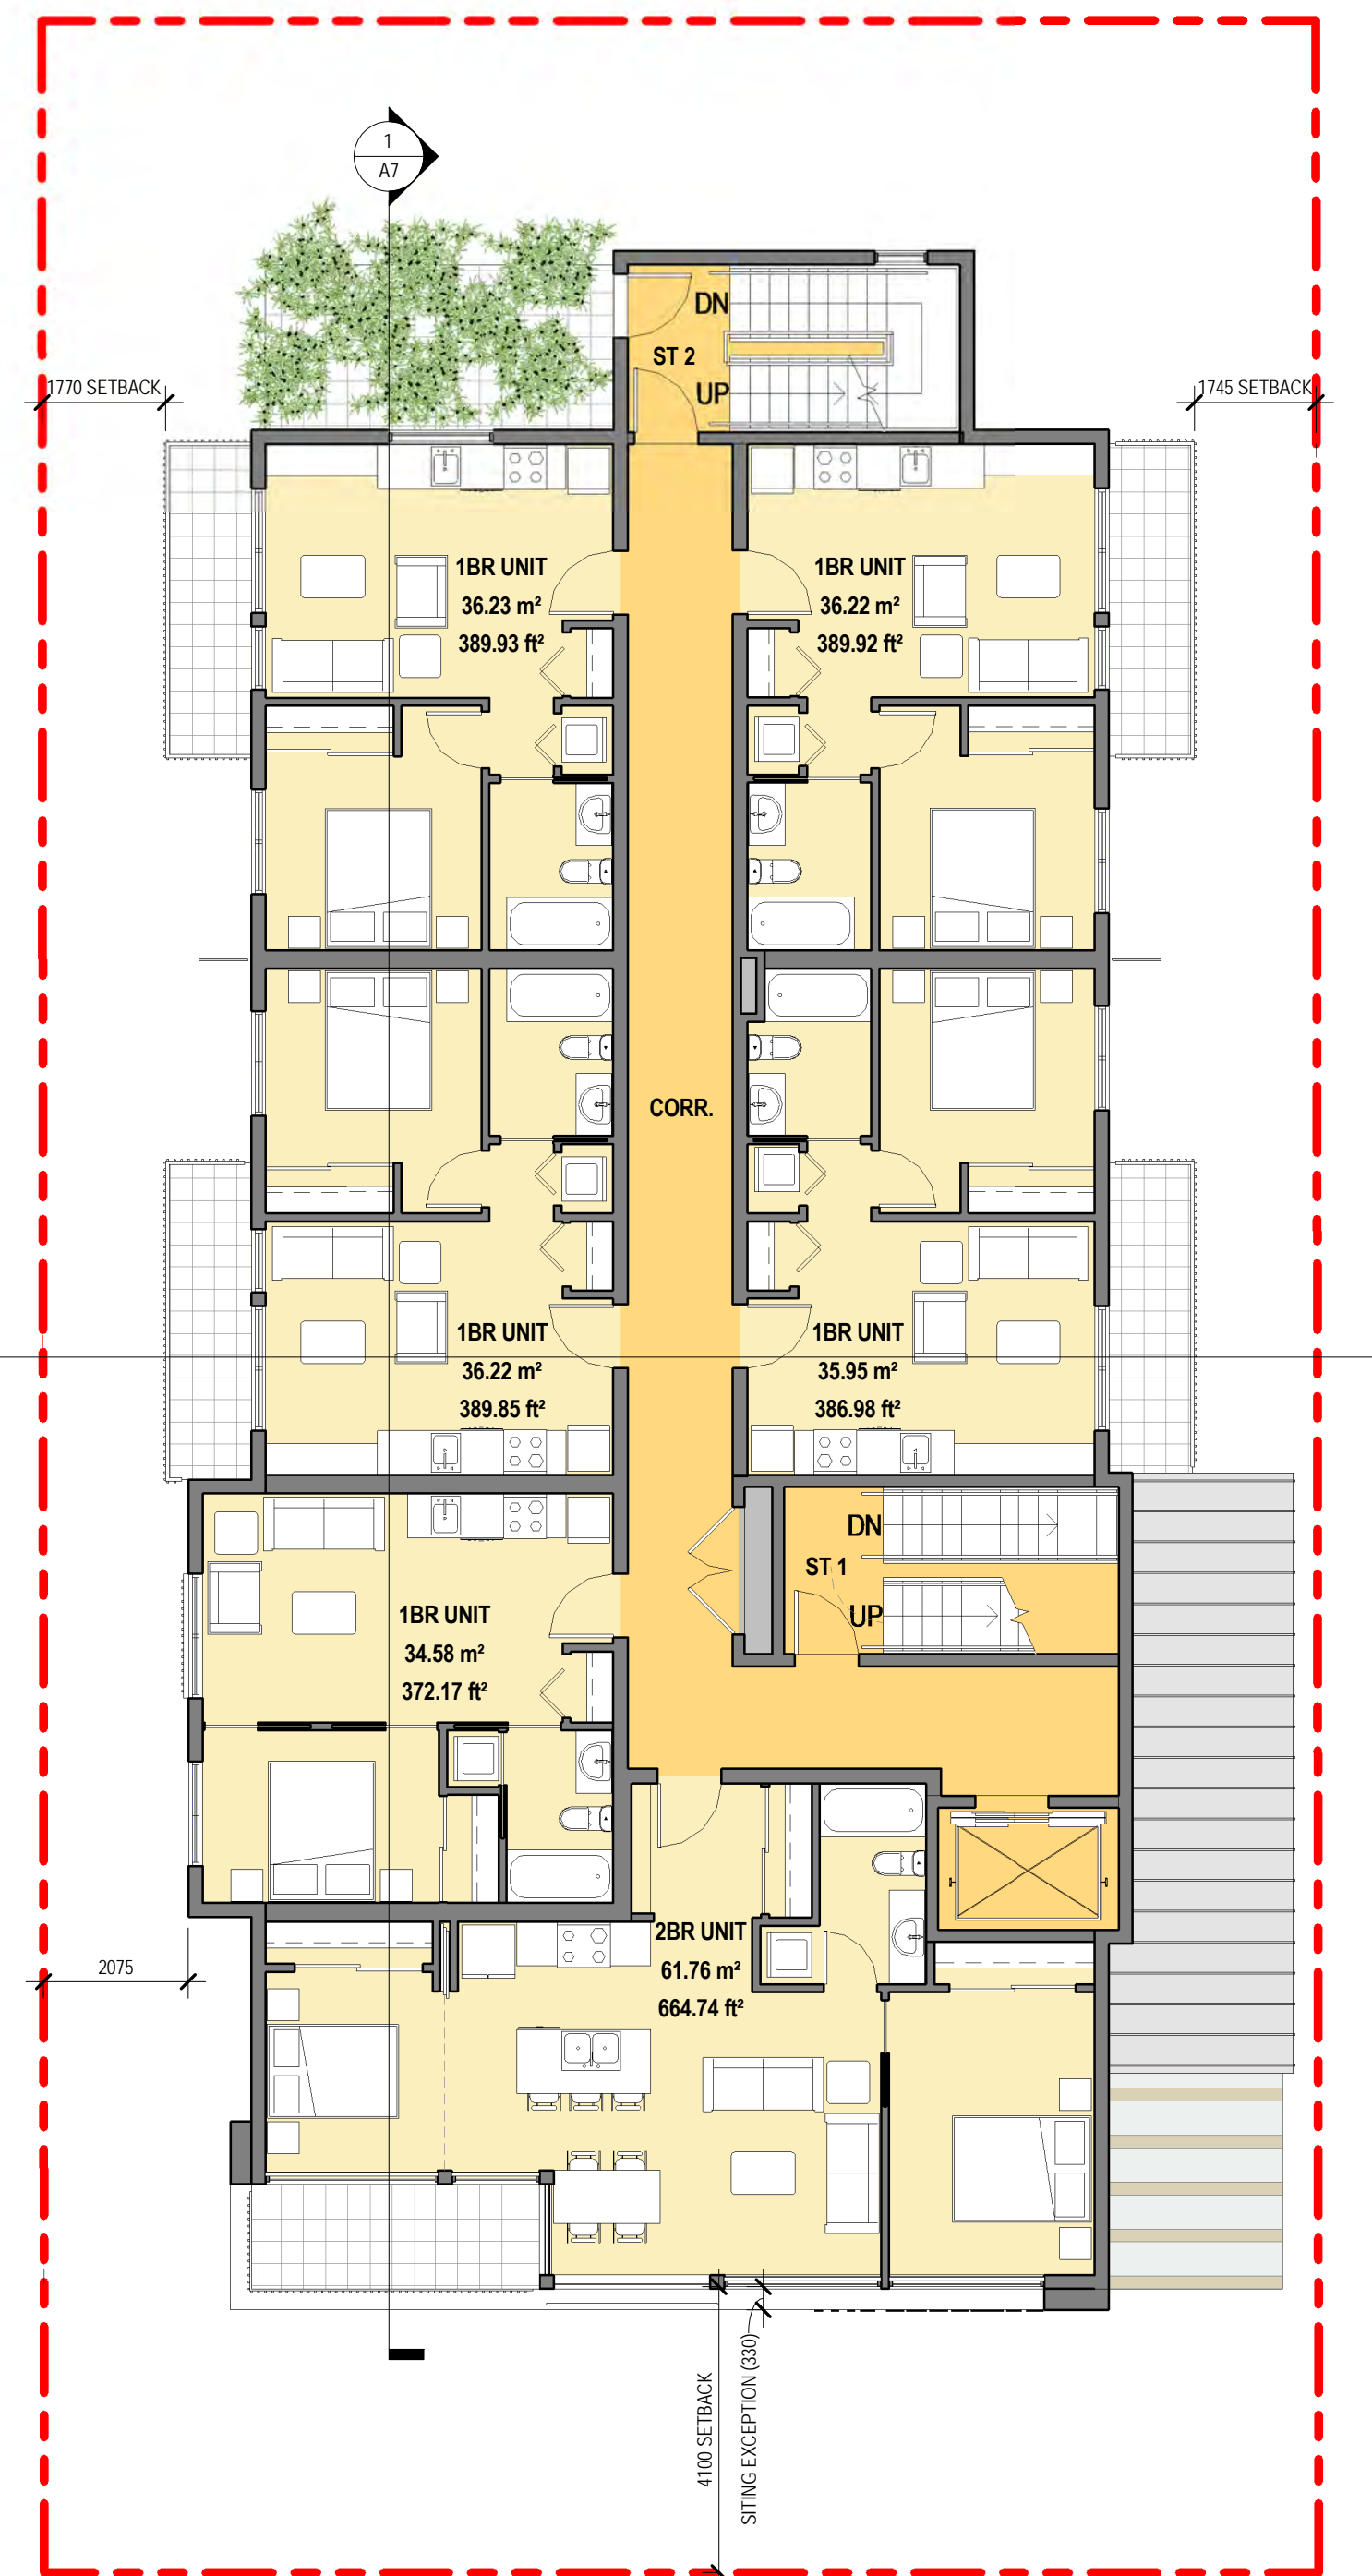 1
A7
DN
ST 2
UP
1770 SETBACK
1745 SETBACK
1BR UNIT
36.23 m²
389.93 ft²
1BR UNIT
36.22 m²
389.92 ft²
CORR.
1BR UNIT
36.22 m²
389.85 ft²
1BR UNIT
35.95 m²
386.98 ft²
DN
ST 1
UP
1BR UNIT
34.58 m²
372.17 ft²
2BR UNIT
61.76 m²
664.74 ft²
2075
4100 SETBACK
SITING EXCEPTION (330)